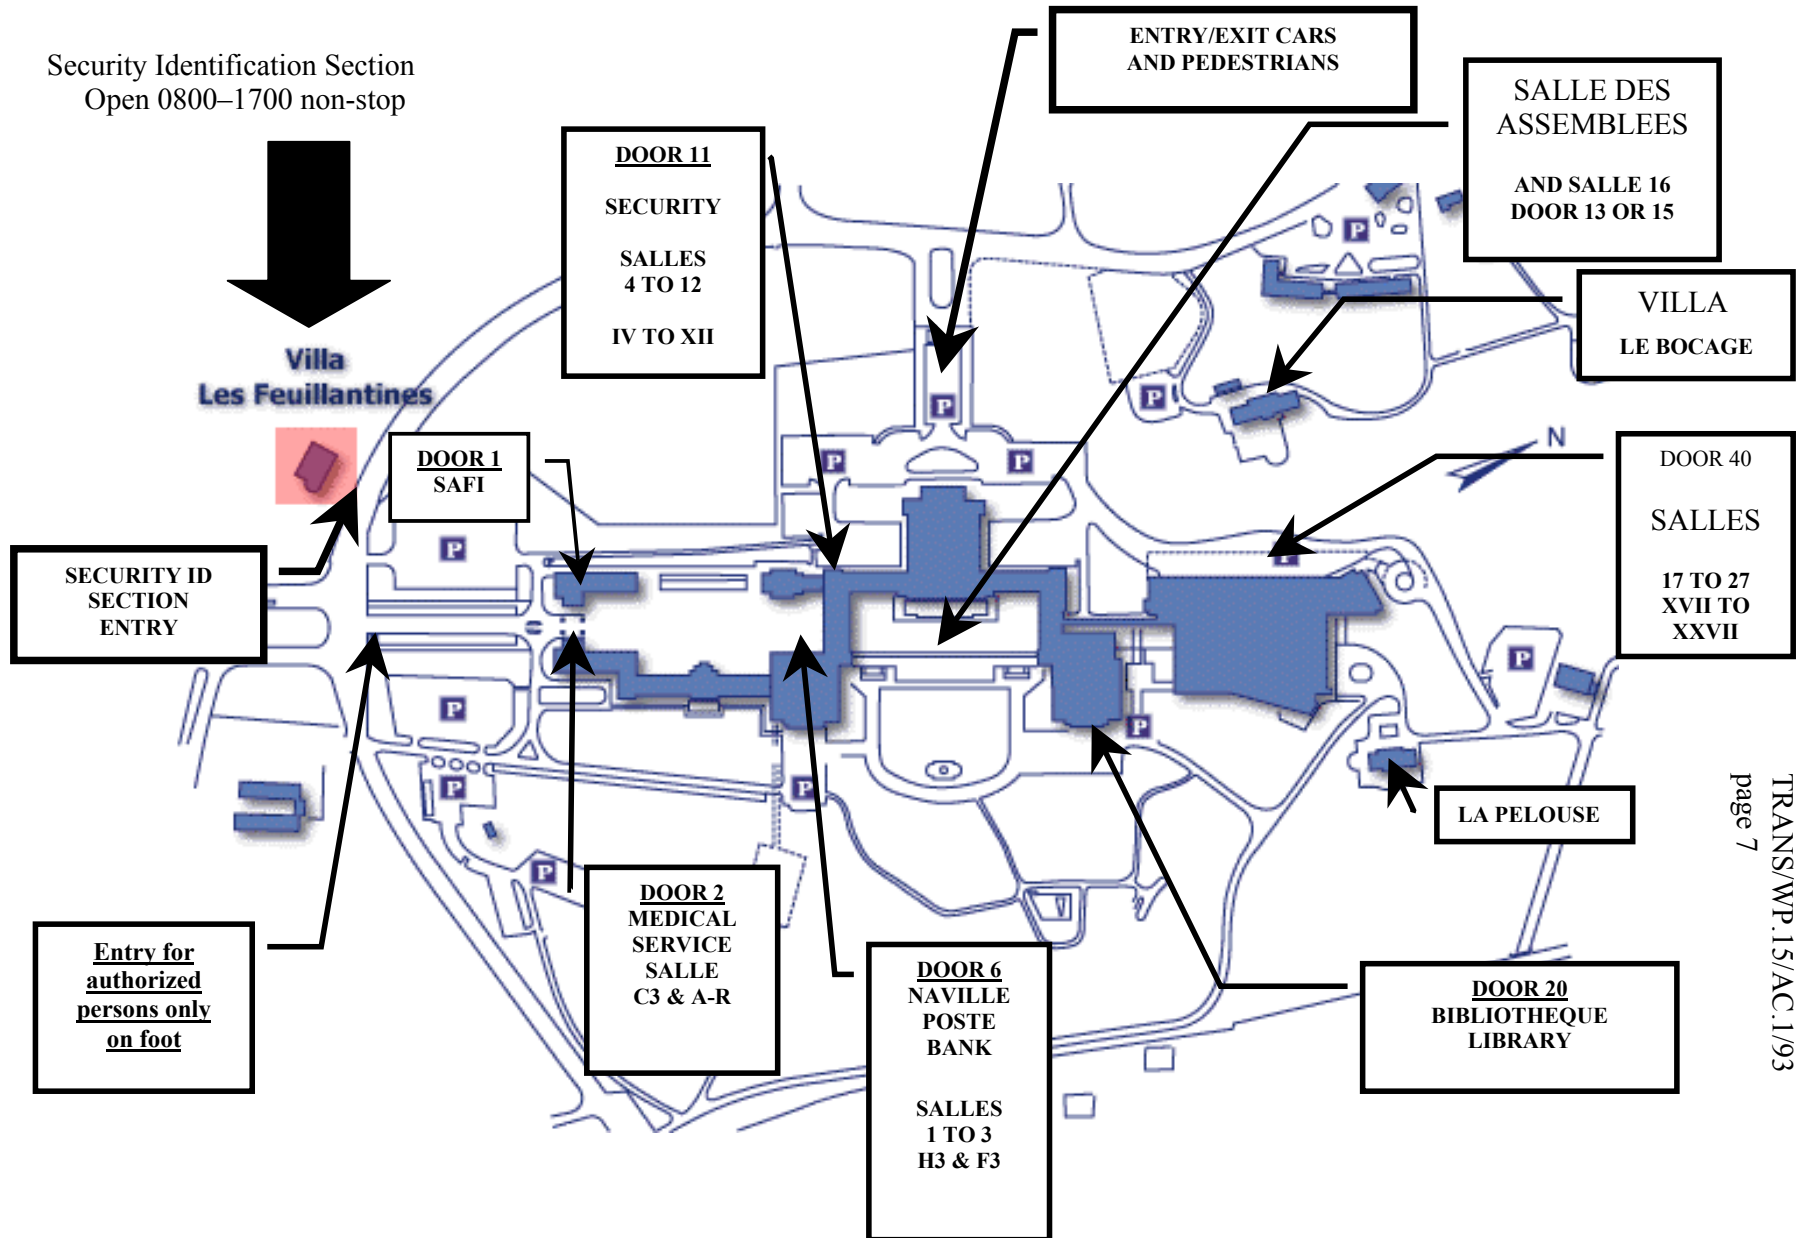 Security Identification Section
Open 0800–1700 non-stop
ENTRY/EXIT CARS
AND PEDESTRIANS
SALLE DES
ASSEMBLEES
AND SALLE 16
DOOR 13 OR 15
DOOR 11
SECURITY
SALLES
4 TO 12
IV TO XII
VILLA
LE BOCAGE
Villa
Les Feuillantines
DOOR 1
SAFI
N
DOOR 40
SALLES
17 TO 27
XVII TO
XXVII
SECURITY ID
SECTION
ENTRY
P
P
P
P
P
P
P
P
P
P
P
P
P
LA PELOUSE
TRANS/WP.15/AC.1/93
page 7
Entry for
authorized
persons only
on foot
DOOR 2
MEDICAL
SERVICE
SALLE
C3 & A-R
DOOR 6
NAVILLE
POSTE
BANK
SALLES
1 TO 3
H3 & F3
DOOR 20
BIBLIOTHEQUE
LIBRARY